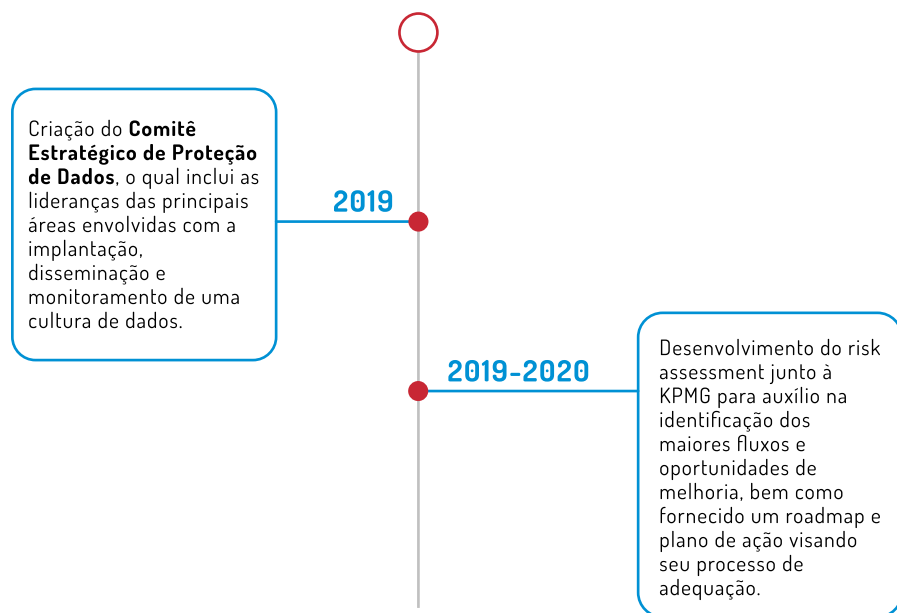 Criação do Comitê
Estratégico de Proteção
de Dados, o qual inclui as
lideranças das principais
áreas envolvidas com a
implantação,
disseminação e
monitoramento de uma
cultura de dados.
2019
2019-2020
Desenvolvimento do risk
assessment junto à
KPMG para auxílio na
identificação dos
maiores fluxos e
oportunidades de
melhoria, bem como
fornecido um roadmap e
plano de ação visando
seu processo de
adequação.